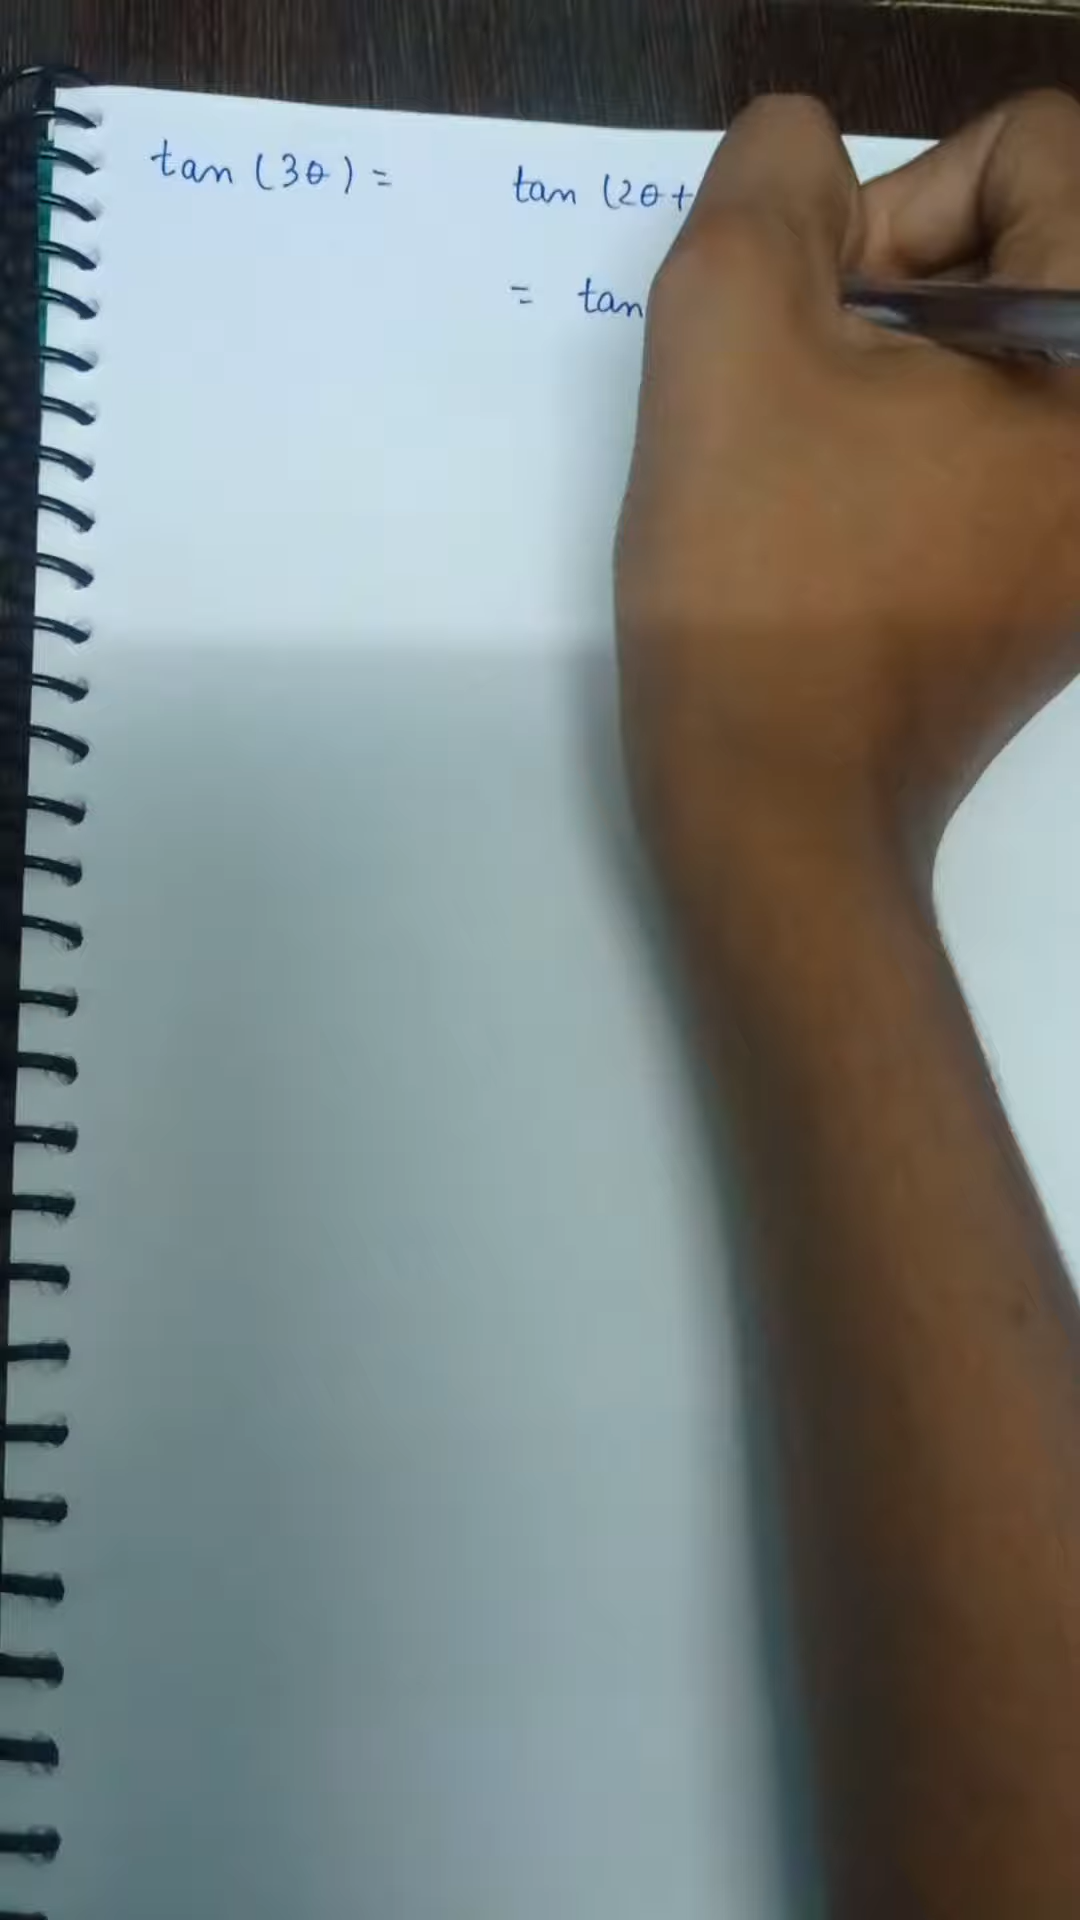 tan (3θ) = tan (2θ+
= tan